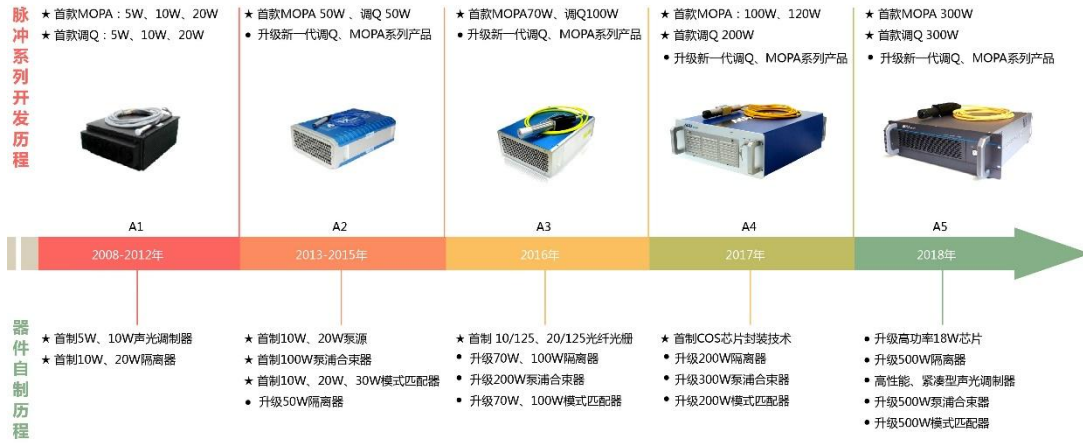 脉冲系列开发历程
★ 首款MOPA：5W、10W、20W
★ 首款调Q：5W、10W、20W
★ 首款MOPA 50W 、调Q 50W
• 升级新一代调Q、MOPA系列产品
★ 首款MOPA70W、调Q100W
• 升级新一代调Q、MOPA系列产品
★ 首款MOPA：100W、120W
★ 首款调Q 200W
• 升级新一代调Q、MOPA系列产品
★ 首款MOPA 300W
★ 首款调Q 300W
• 升级新一代调Q、MOPA系列产品
A1
A2
A3
A4
A5
2008-2012年
2013-2015年
2016年
2017年
2018年
器件自制历程
★ 首制5W、10W声光调制器
★ 首制10W、20W隔离器
★ 首制10W、20W泵源
★ 首制100W泵浦合束器
★ 首制10W、20W、30W模式匹配器
• 升级50W隔离器
★ 首制 10/125、20/125光纤光栅
• 升级70W、100W隔离器
• 升级200W泵浦合束器
• 升级70W、100W模式匹配器
★ 首制COS芯片封装技术
• 升级200W隔离器
• 升级300W泵浦合束器
• 升级200W模式匹配器
• 升级高功率18W芯片
• 升级500W隔离器
• 高性能、紧凑型声光调制器
• 升级500W泵浦合束器
• 升级500W模式匹配器